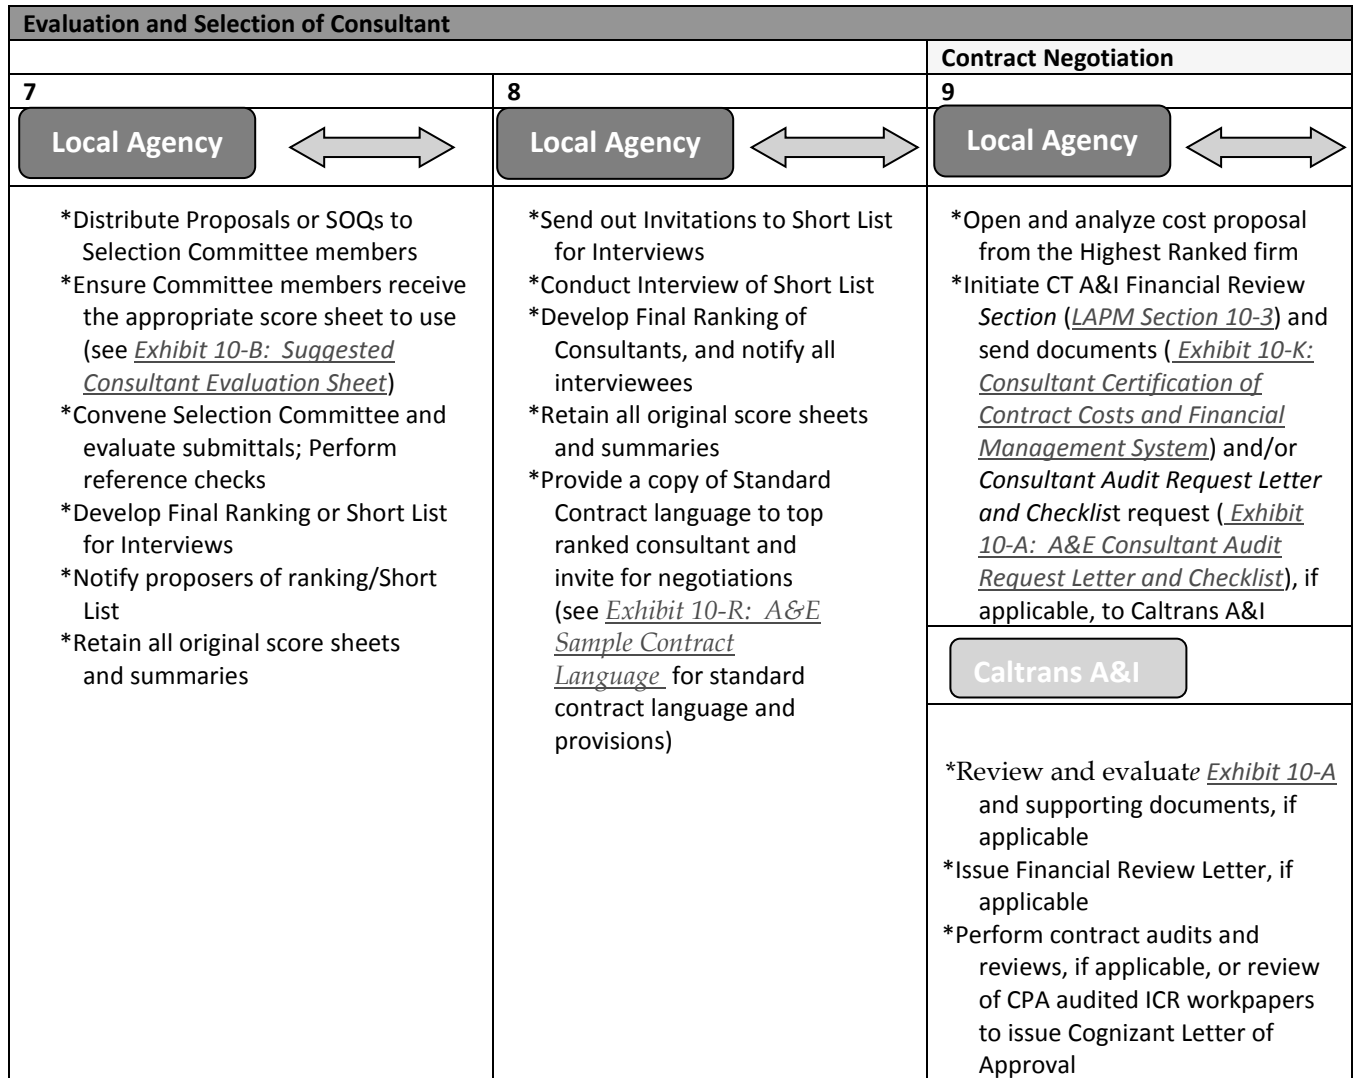 Evaluation and Selection of Consultant
Contract Negotiation
7
8
9
Local Agency
Local Agency
Local Agency
*Distribute Proposals or SOQs to
Selection Committee members
*Ensure Committee members receive
the appropriate score sheet to use
(see Exhibit 10-B:  Suggested
Consultant Evaluation Sheet)
*Convene Selection Committee and
evaluate submittals; Perform
reference checks
*Develop Final Ranking or Short List
for Interviews
*Notify proposers of ranking/Short
List
*Retain all original score sheets
and summaries
*Send out Invitations to Short List
for Interviews
*Conduct Interview of Short List
*Develop Final Ranking of
Consultants, and notify all
interviewees
*Retain all original score sheets
and summaries
*Provide a copy of Standard
Contract language to top
ranked consultant and
invite for negotiations
(see Exhibit 10-R:  A&E
Sample Contract
Language  for standard
contract language and
provisions)
*Open and analyze cost proposal
from the Highest Ranked firm
*Initiate CT A&I Financial Review
Section (LAPM Section 10-3) and
send documents ( Exhibit 10-K:
Consultant Certification of
Contract Costs and Financial
Management System) and/or
Consultant Audit Request Letter
and Checklist request ( Exhibit
10-A:  A&E Consultant Audit
Request Letter and Checklist), if
applicable, to Caltrans A&I
Caltrans A&I
*Review and evaluate Exhibit 10-A
and supporting documents, if
applicable
*Issue Financial Review Letter, if
applicable
*Perform contract audits and
reviews, if applicable, or review
of CPA audited ICR workpapers
to issue Cognizant Letter of
Approval